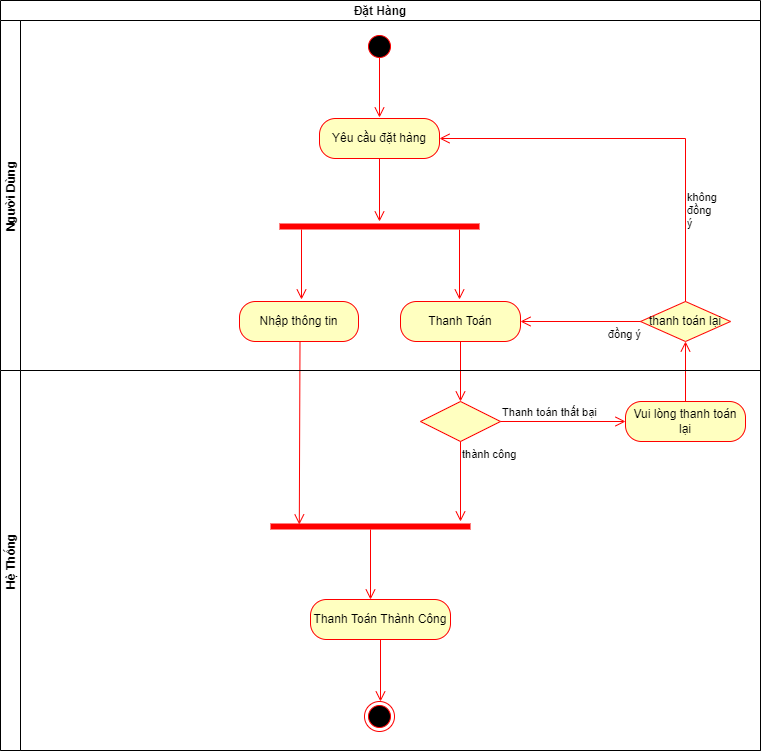 Đặt Hàng
Người Dùng
Yêu cầu đặt hàng
không
đồng
ý
Nhập thông tin
Thanh Toán
thanh toán lại
đồng ý
Hệ Thống
Thanh toán thất bại
Vui lòng thanh toán
lại
thành công
Thanh Toán Thành Công